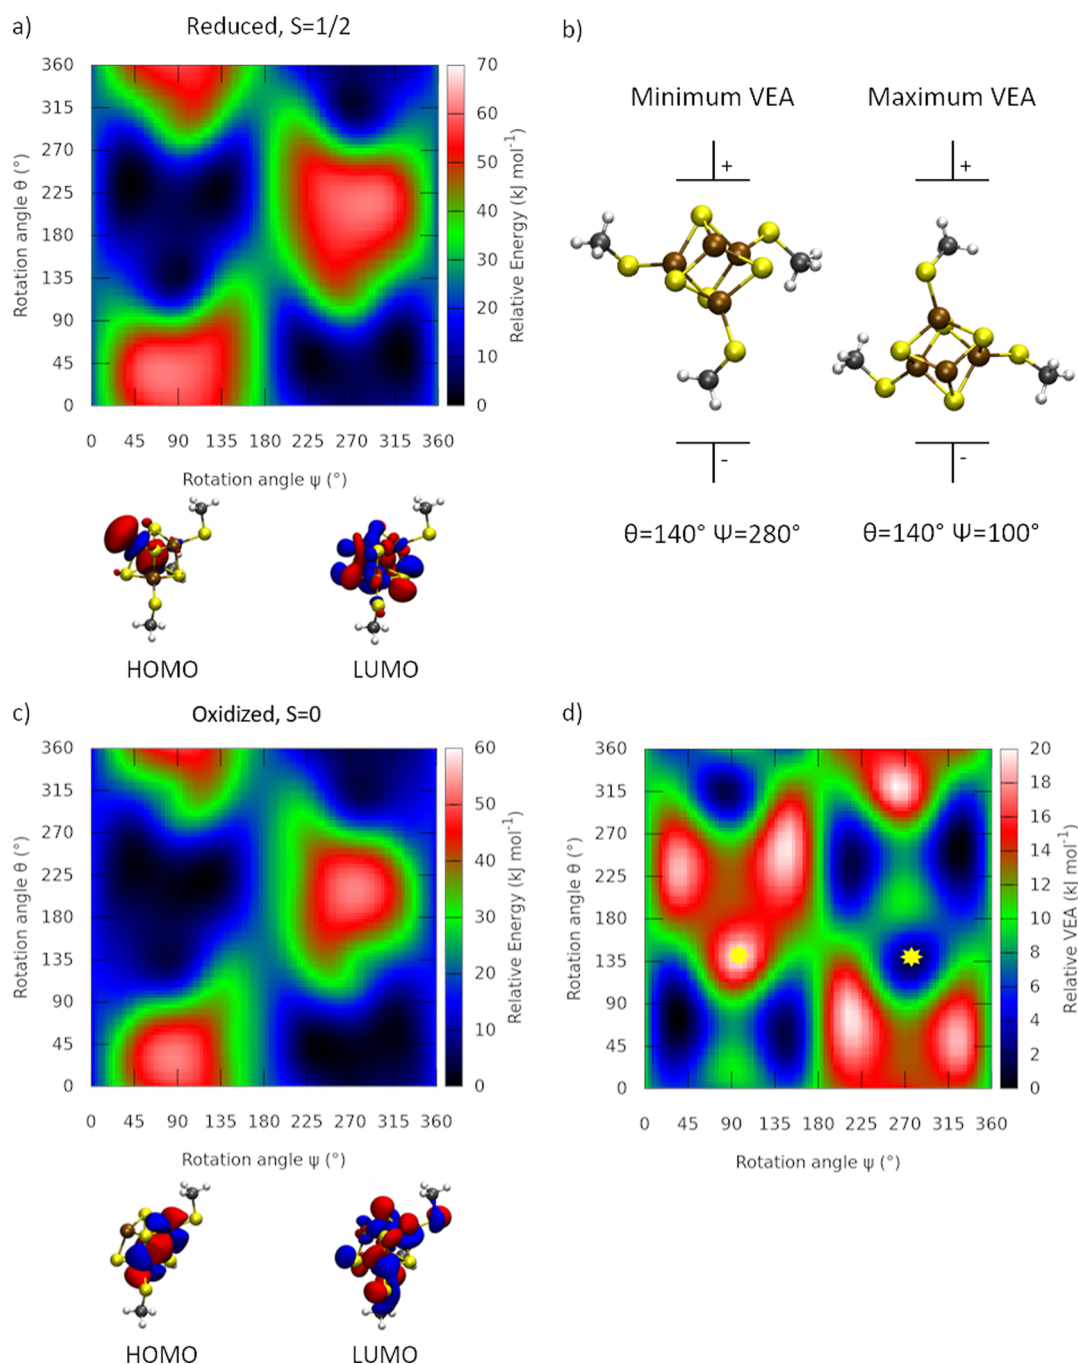 a)
Reduced, S=1/2
360
315
270
225
180
135
90
45
0
Rotation angle θ (°)
0 45 90 135 180 225 270 315 360
Rotation angle ψ (°)
70
60
50
40
30
20
10
0
Relative Energy (kJ mol⁻¹)
HOMO LUMO
b)
Minimum VEA Maximum VEA
+ +
- -
θ=140° Ψ=280° θ=140° Ψ=100°
c)
Oxidized, S=0
360
315
270
225
180
135
90
45
0
Rotation angle θ (°)
0 45 90 135 180 225 270 315 360
Rotation angle ψ (°)
60
50
40
30
20
10
0
Relative Energy (kJ mol⁻¹)
HOMO LUMO
d)
360
315
270
225
180
135
90
45
0
Rotation angle θ (°)
0 45 90 135 180 225 270 315 360
Rotation angle ψ (°)
20
18
16
14
12
10
8
6
4
2
0
Relative VEA (kJ mol⁻¹)